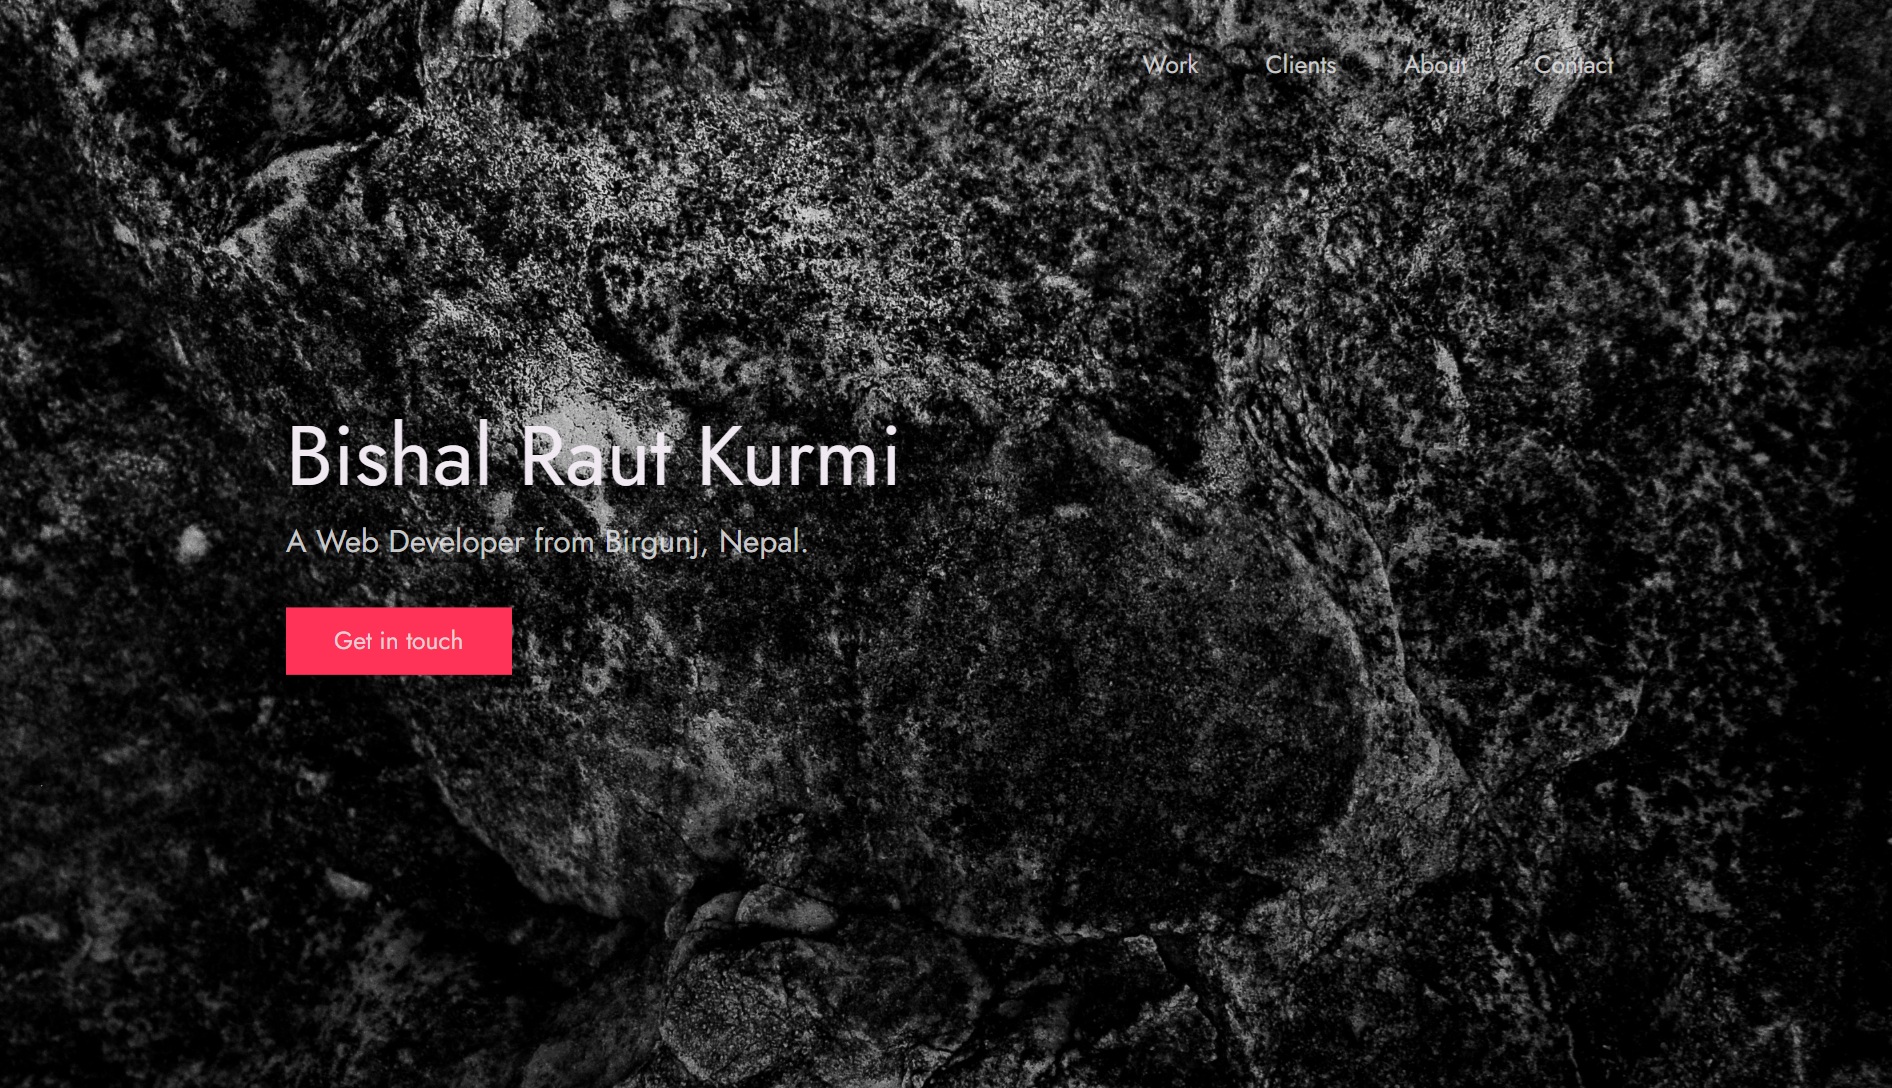 Work Clients About Contact
Bishal Raut Kurmi
A Web Developer from Birgunj, Nepal.
Get in touch